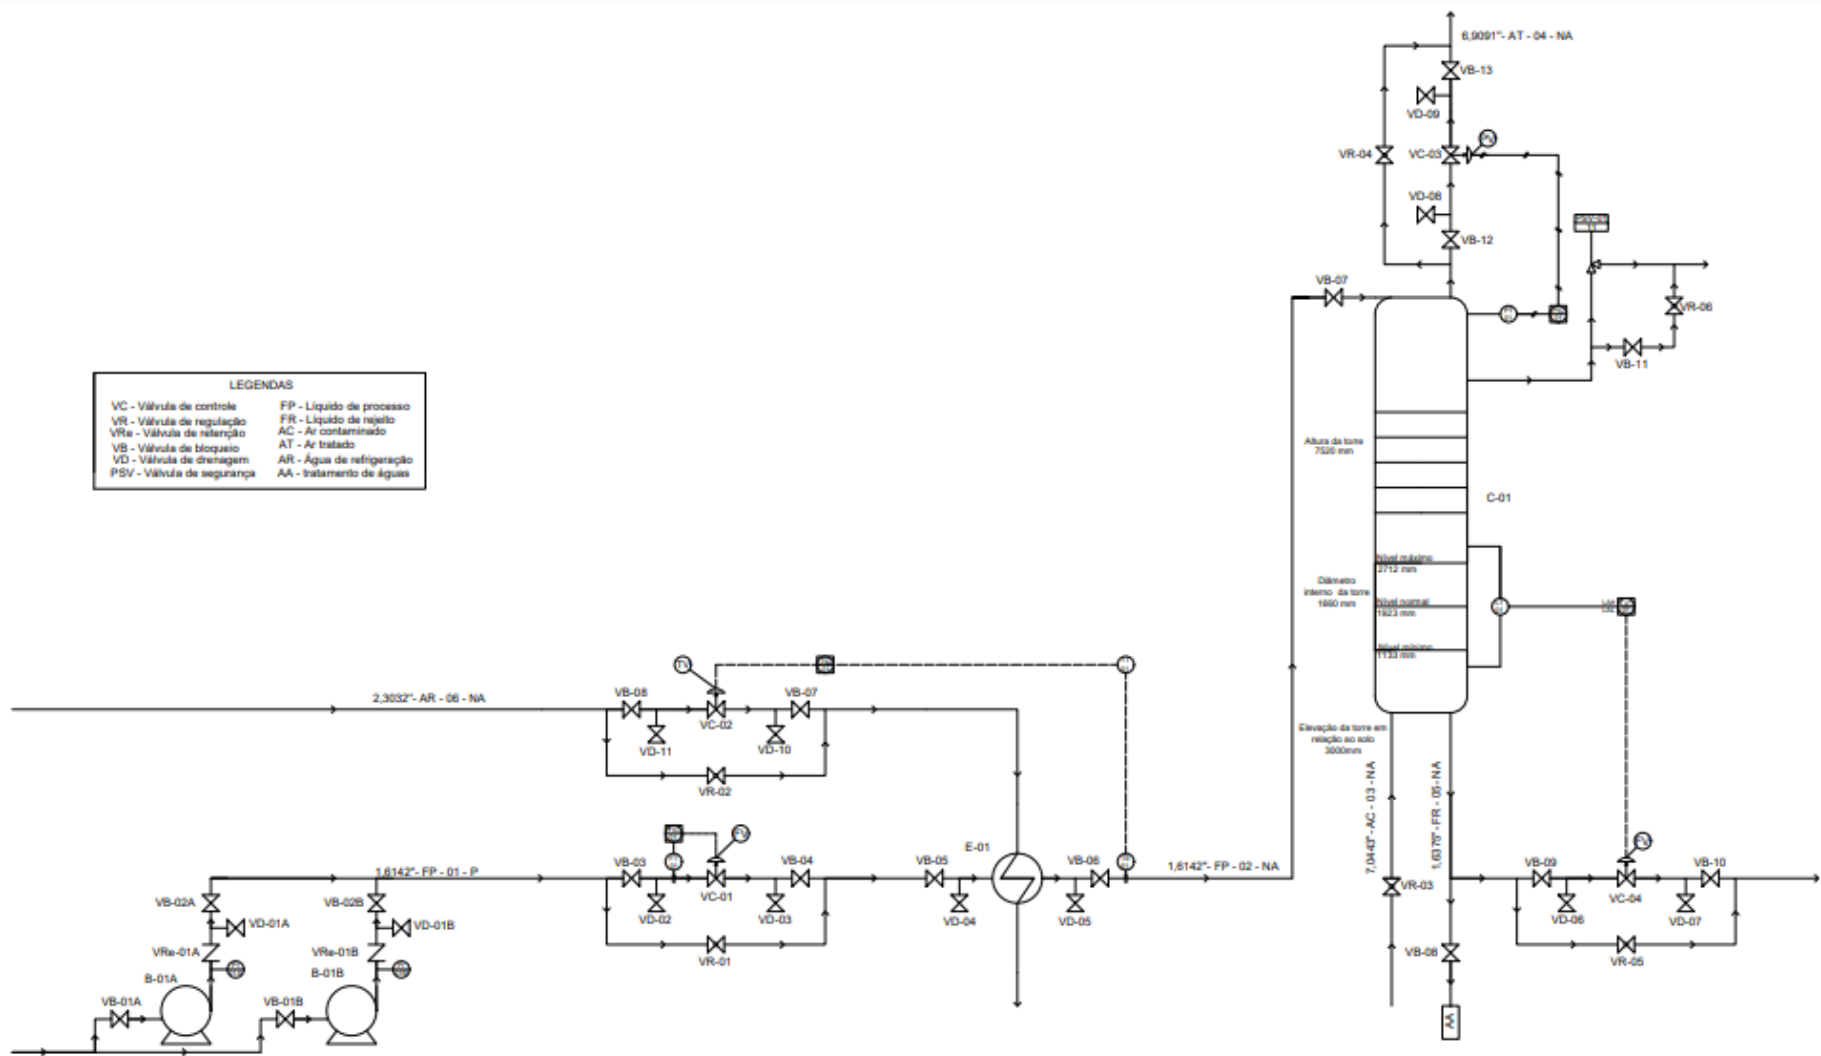 6,9091"- AT - 04 - NA
VB-13
VD-09
VR-04
VC-03
VD-08
VB-12
VB-07
VR-06
VB-11
LEGENDAS
VC - Válvula de controle
FP - Líquido de processo
VR - Válvula de regulação
FR - Líquido de rejeito
VRe - Válvula de retenção
AC - Ar contaminado
VB - Válvula de bloqueio
AT - Ar tratado
VD - Válvula de drenagem
AR - Água de refrigeração
PSV - Válvula de segurança
AA - tratamento de águas
Altura da torre
7520 mm
C-01
Nível máximo
2712 mm
Diâmetro
interno da torre
1660 mm
Nível normal
1923 mm
Nível mínimo
1133 mm
TV
2,3032"- AR - 06 - NA
VB-08
VB-07
VC-02
VD-11
VD-10
VR-02
Elevação da torre em
relação ao solo
3000mm
7,0443"- AC - 03 - NA
1,6375"- FR - 05 - NA
FV
1,6142"- FP - 01 - P
VB-03
VB-04
VC-01
VD-02
VD-03
VR-01
VB-05
E-01
VB-06
VD-04
VD-05
1,6142"- FP - 02 - NA
VR-03
VB-09
VB-10
VC-04
VD-06
VD-07
VR-05
VB-08
AA
VB-02A
VB-02B
VD-01A
VD-01B
VRe-01A
VRe-01B
B-01A
B-01B
VB-01A
VB-01B